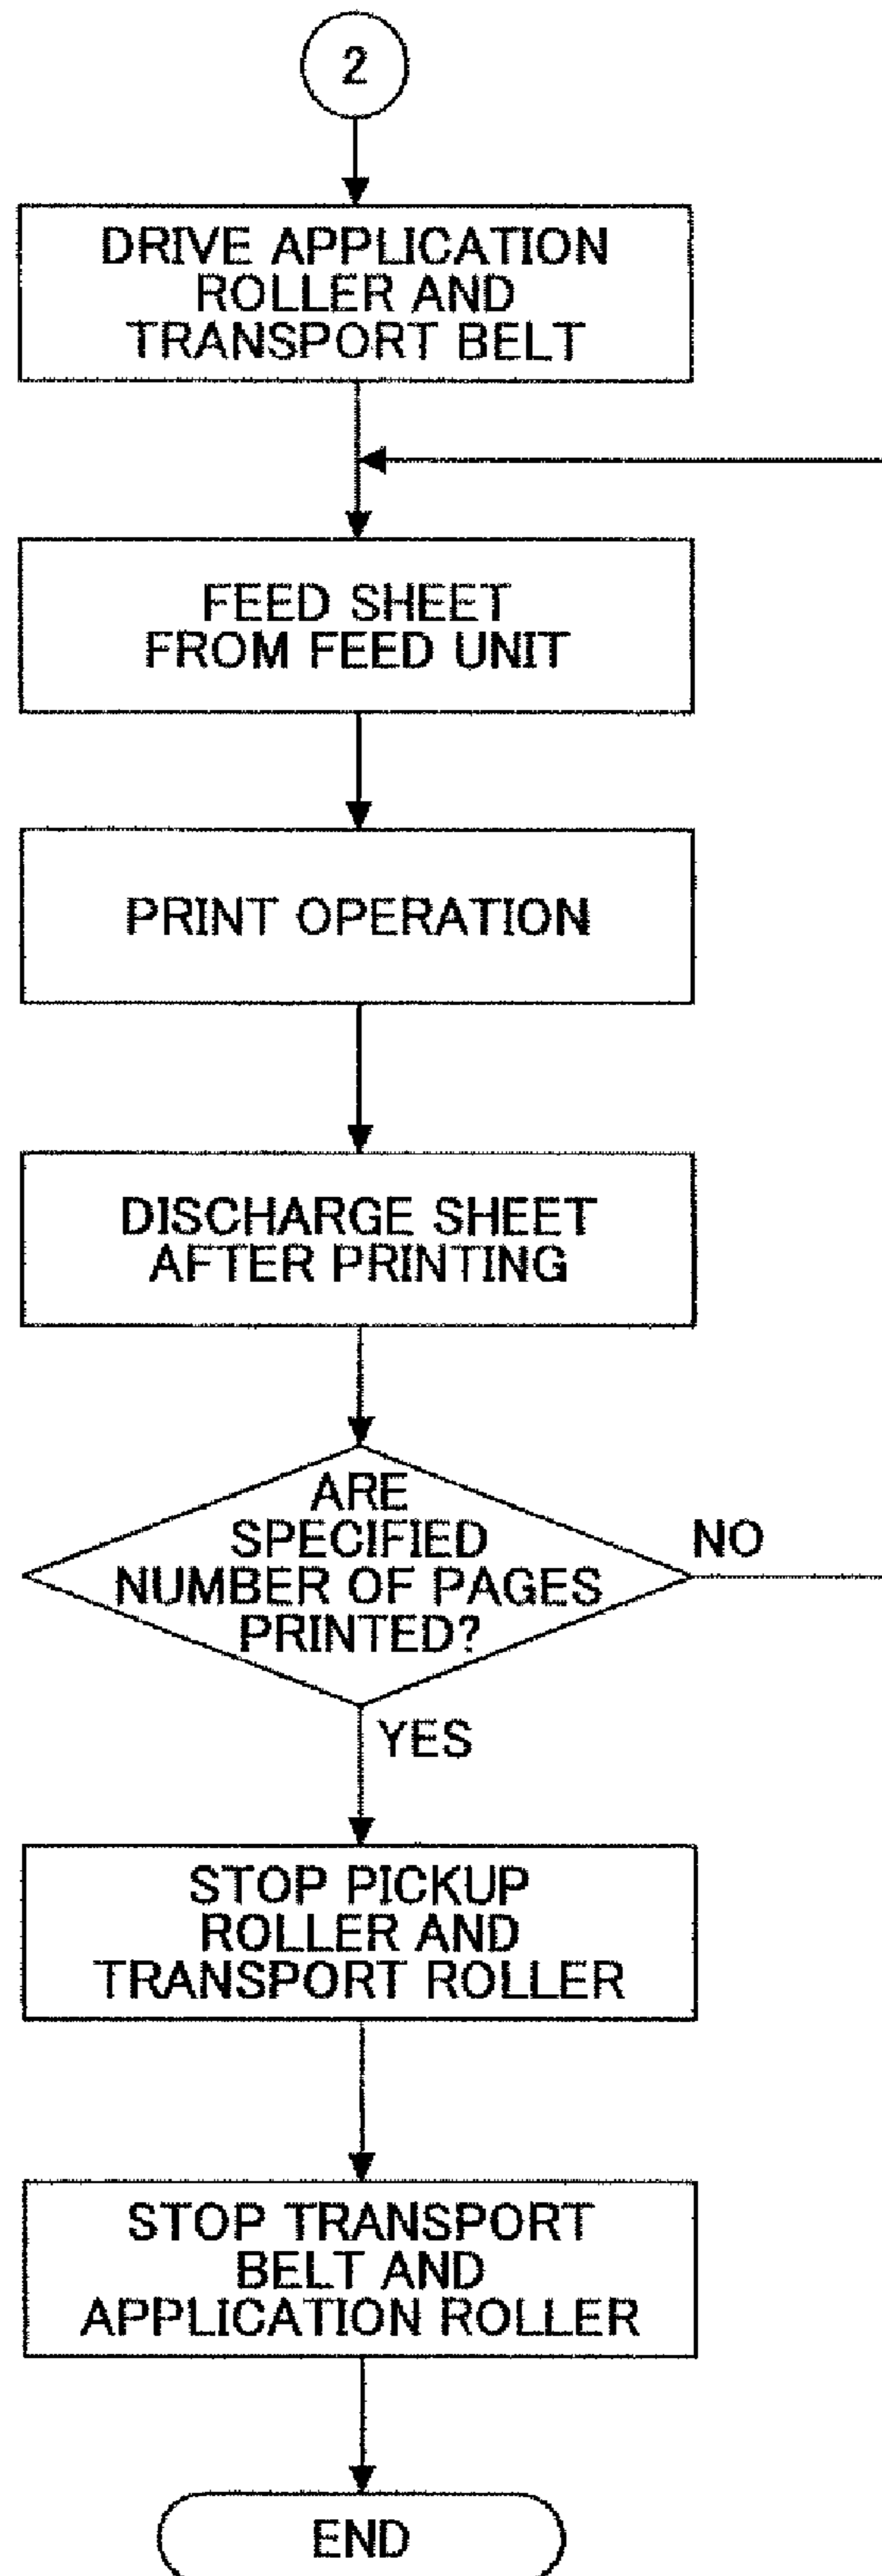 2
DRIVE APPLICATION
ROLLER AND
TRANSPORT BELT
FEED SHEET
FROM FEED UNIT
PRINT OPERATION
DISCHARGE SHEET
AFTER PRINTING
ARE
SPECIFIED
NUMBER OF PAGES
PRINTED?
NO
YES
STOP PICKUP
ROLLER AND
TRANSPORT ROLLER
STOP TRANSPORT
BELT AND
APPLICATION ROLLER
END